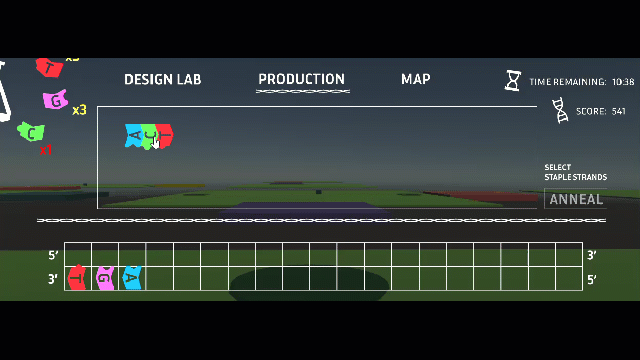 DESIGN LAB PRODUCTION MAP
TIME REMAINING: 10:38
SCORE: 541
T
G x3
C x1
A
SELECT
STAPLE STRANDS
ANNEAL
5' 3'
3' T G A 5'